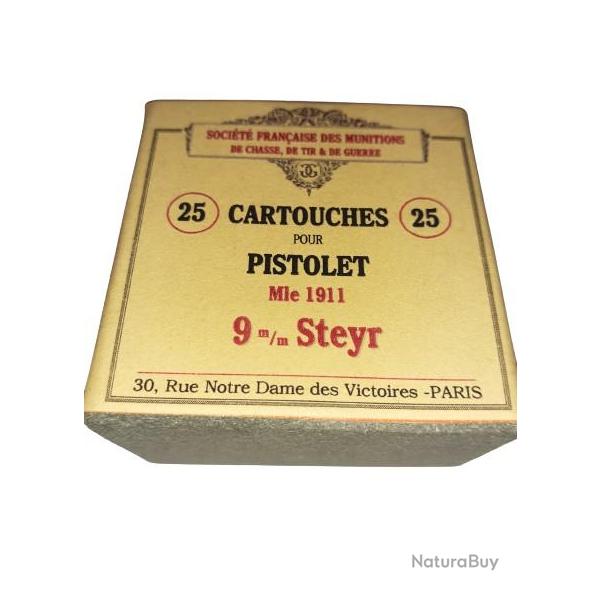 SOCIÉTÉ FRANÇAISE DES MUNITIONS
DE CHASSE, DE TIR & DE GUERRE
25 CARTOUCHES 25
POUR
PISTOLET
Mle 1911
9 m/m Steyr
30, Rue Notre Dame des Victoires -PARIS
NaturaBuy